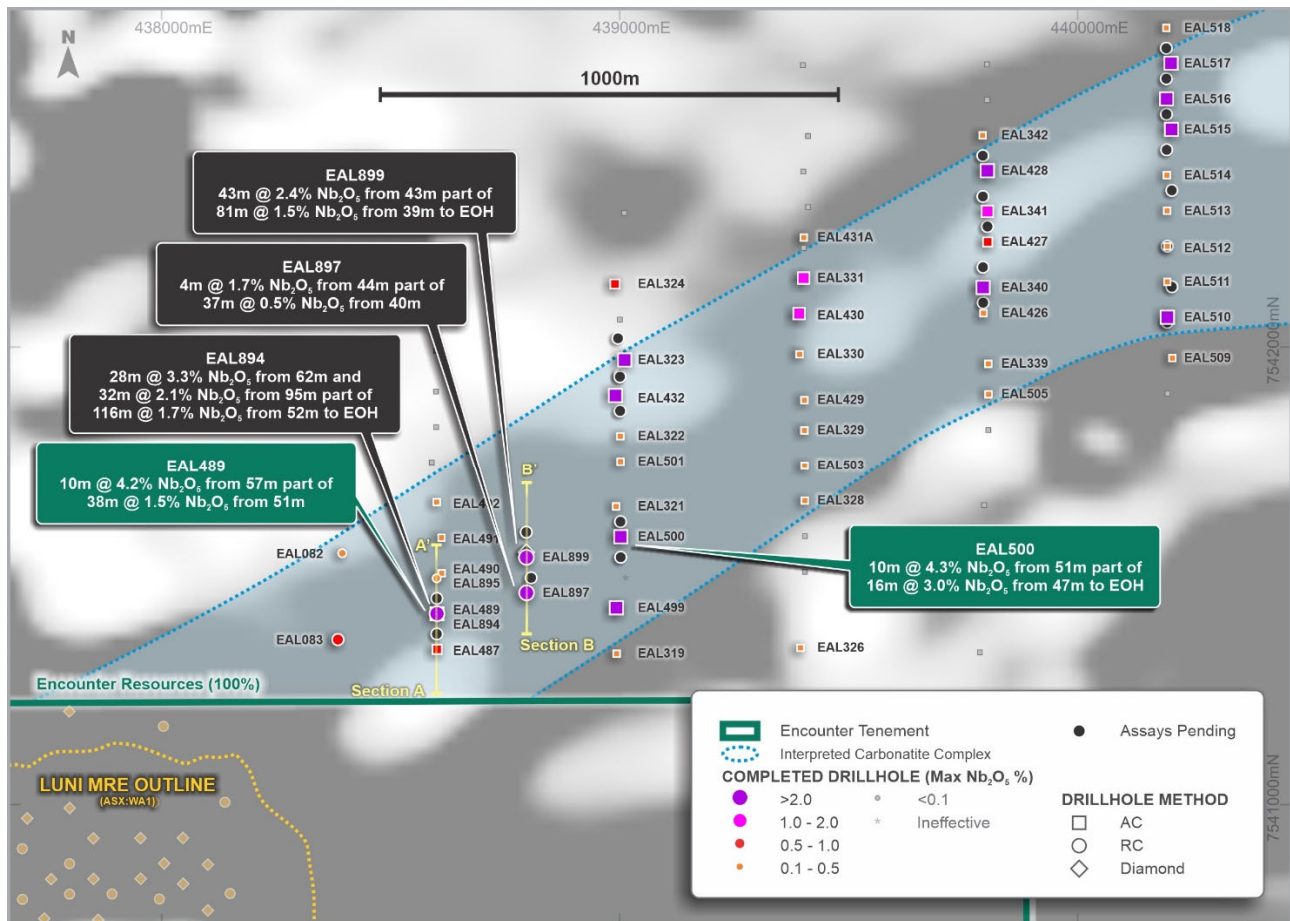 438000mE
439000mE
440000mE
N
1000m
EAL899
43m @ 2.4% Nb₂O₅ from 43m part of
81m @ 1.5% Nb₂O₅ from 39m to EOH
EAL897
4m @ 1.7% Nb₂O₅ from 44m part of
37m @ 0.5% Nb₂O₅ from 40m
EAL894
28m @ 3.3% Nb₂O₅ from 62m and
32m @ 2.1% Nb₂O₅ from 95m part of
116m @ 1.7% Nb₂O₅ from 52m to EOH
EAL489
10m @ 4.2% Nb₂O₅ from 57m part of
38m @ 1.5% Nb₂O₅ from 51m
EAL500
10m @ 4.3% Nb₂O₅ from 51m part of
16m @ 3.0% Nb₂O₅ from 47m to EOH
EAL082
EAL083
EAL492
EAL491
A'
EAL490
EAL895
EAL489
EAL894
EAL487
Section A
B'
EAL899
EAL897
Section B
EAL324
EAL323
EAL432
EAL322
EAL501
EAL321
EAL500
EAL499
EAL319
EAL431A
EAL331
EAL430
EAL330
EAL429
EAL329
EAL503
EAL328
EAL326
EAL342
EAL428
EAL341
EAL427
EAL340
EAL426
EAL339
EAL505
EAL518
EAL517
EAL516
EAL515
EAL514
EAL513
EAL512
EAL511
EAL510
EAL509
7542000mN
7541000mN
Encounter Resources (100%)
LUNI MRE OUTLINE
(ASX:WA1)
Encounter Tenement
Interpreted Carbonatite Complex
COMPLETED DRILLHOLE (Max Nb₂O₅ %)
>2.0
1.0 - 2.0
0.5 - 1.0
0.1 - 0.5
<0.1
Ineffective
Assays Pending
DRILLHOLE METHOD
AC
RC
Diamond